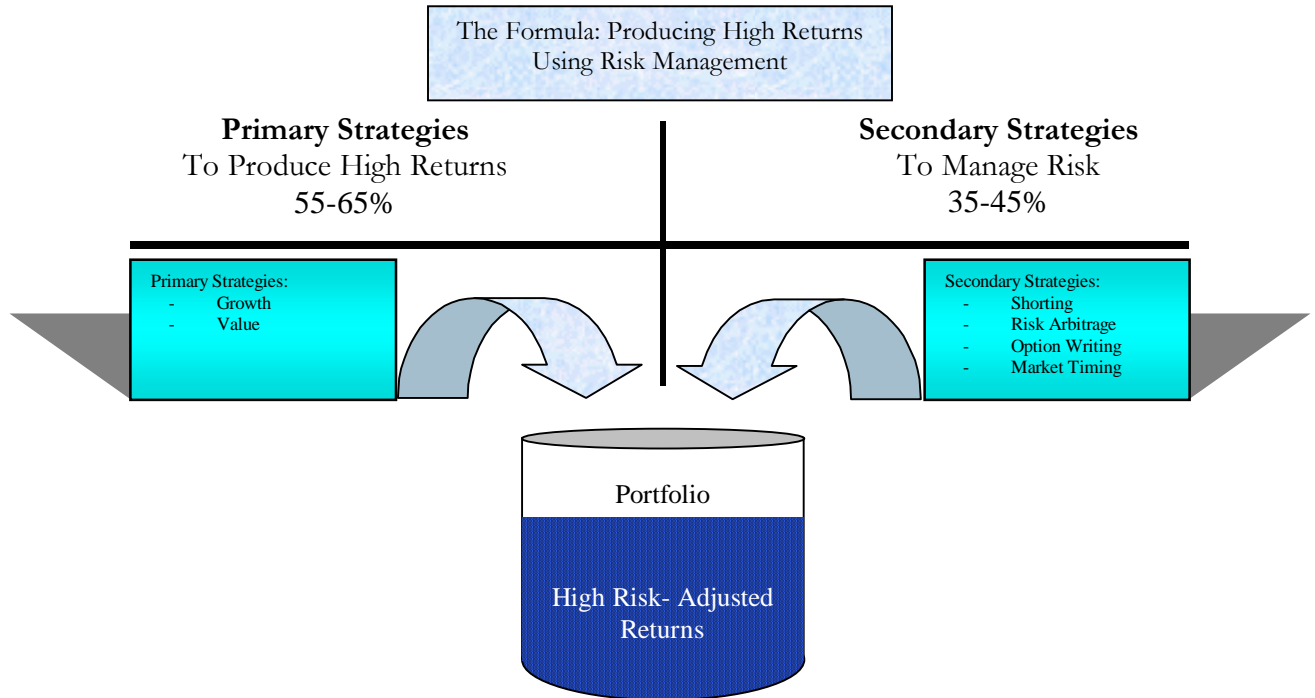 The Formula: Producing High Returns
Using Risk Management
Primary Strategies
To Produce High Returns
55-65%
Secondary Strategies
To Manage Risk
35-45%
Primary Strategies:
- Growth
- Value
Secondary Strategies:
- Shorting
- Risk Arbitrage
- Option Writing
- Market Timing
Portfolio
High Risk- Adjusted
Returns